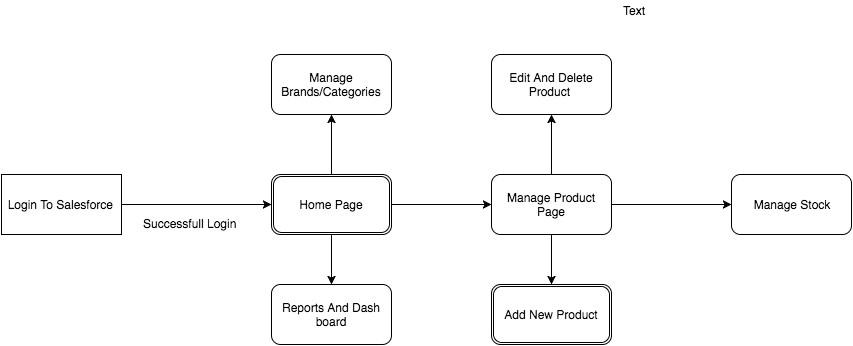 Text
Manage
Brands/Categories
Edit And Delete
Product
Login To Salesforce
Successfull Login
Home Page
Manage Product
Page
Manage Stock
Reports And Dash
board
Add New Product